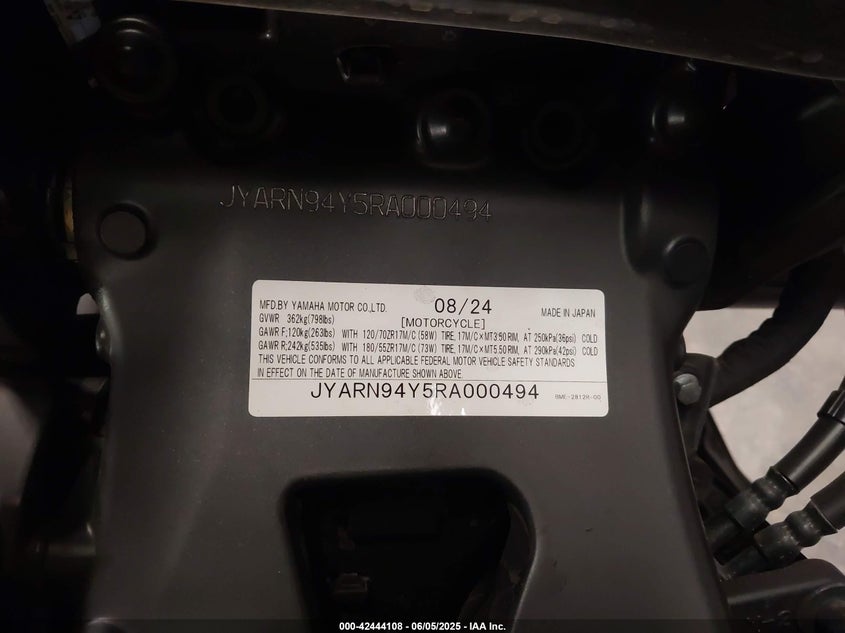 JYARN94Y5RA000494
MFD.BY YAMAHA MOTOR CO.,LTD. 08/24 MADE IN JAPAN
GVWR 362kg(798lbs) [MOTORCYCLE]
GAWR F;120kg(263lbs) WITH 120/70ZR17M/C (58W) TIRE, 17M/C×MT3.50 RIM, AT 250kPa(36psi) COLD
GAWR R;242kg(535lbs) WITH 180/55ZR17M/C (73W) TIRE, 17M/C×MT5.50 RIM, AT 290kPa(42psi) COLD
THIS VEHICLE CONFORMS TO ALL APPLICABLE FEDERAL MOTOR VEHICLE SAFETY STANDARDS
IN EFFECT ON THE DATE OF MANUFACTURE SHOWN ABOVE.
JYARN94Y5RA000494 BME-2812R-00
000-42444108 - 06/05/2025 - IAA Inc.